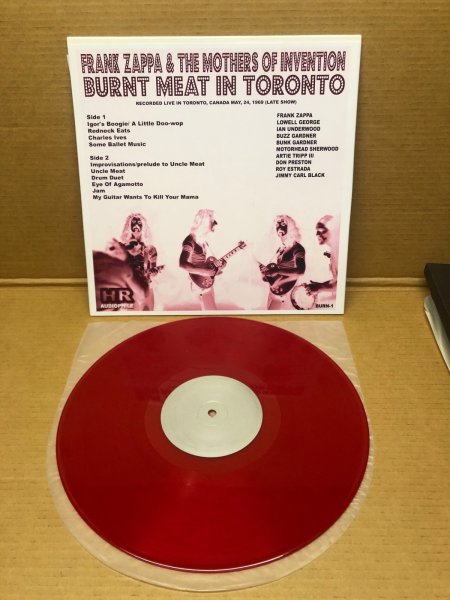 FRANK ZAPPA & THE MOTHERS OF INVENTION
BURNT MEAT IN TORONTO
RECORDED LIVE IN TORONTO, CANADA MAY, 24, 1969 (LATE SHOW)
Side 1
Igor's Boogie/ A Little Doo-wop
Redneck Eats
Charles Ives
Some Ballet Music
Side 2
Improvisations/prelude to Uncle Meat
Uncle Meat
Drum Duet
Eye Of Agamotto
Jam
My Guitar Wants To Kill Your Mama
FRANK ZAPPA
LOWELL GEORGE
IAN UNDERWOOD
BUZZ GARDNER
BUNK GARDNER
MOTORHEAD SHERWOOD
ARTIE TRIPP III
DON PRESTON
ROY ESTRADA
JIMMY CARL BLACK
HR
AUDIOPHILE
BURN-1